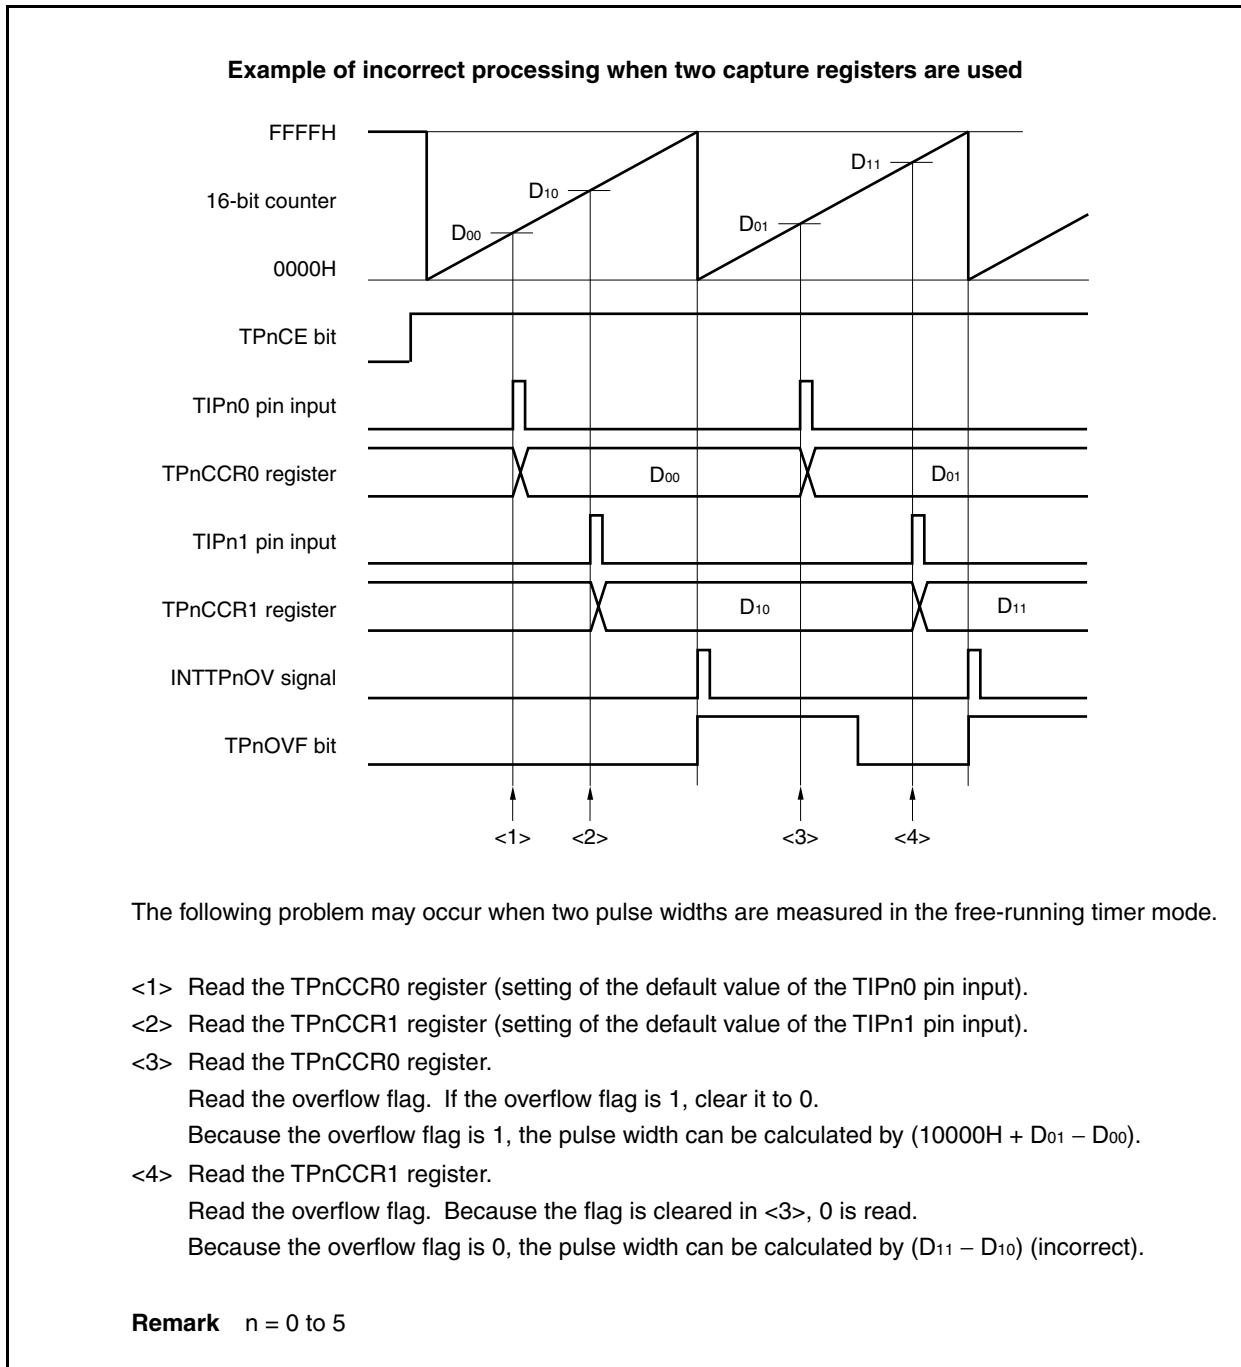 Example of incorrect processing when two capture registers are used
FFFFH
16-bit counter
0000H
D00
D10
D01
D11
TPnCE bit
TIPn0 pin input
TPnCCR0 register
D00
D01
TIPn1 pin input
TPnCCR1 register
D10
D11
INTTPnOV signal
TPnOVF bit
<1>
<2>
<3>
<4>
The following problem may occur when two pulse widths are measured in the free-running timer mode.
<1> Read the TPnCCR0 register (setting of the default value of the TIPn0 pin input).
<2> Read the TPnCCR1 register (setting of the default value of the TIPn1 pin input).
<3> Read the TPnCCR0 register.
Read the overflow flag. If the overflow flag is 1, clear it to 0.
Because the overflow flag is 1, the pulse width can be calculated by (10000H + D01 − D00).
<4> Read the TPnCCR1 register.
Read the overflow flag. Because the flag is cleared in <3>, 0 is read.
Because the overflow flag is 0, the pulse width can be calculated by (D11 − D10) (incorrect).
Remark n = 0 to 5